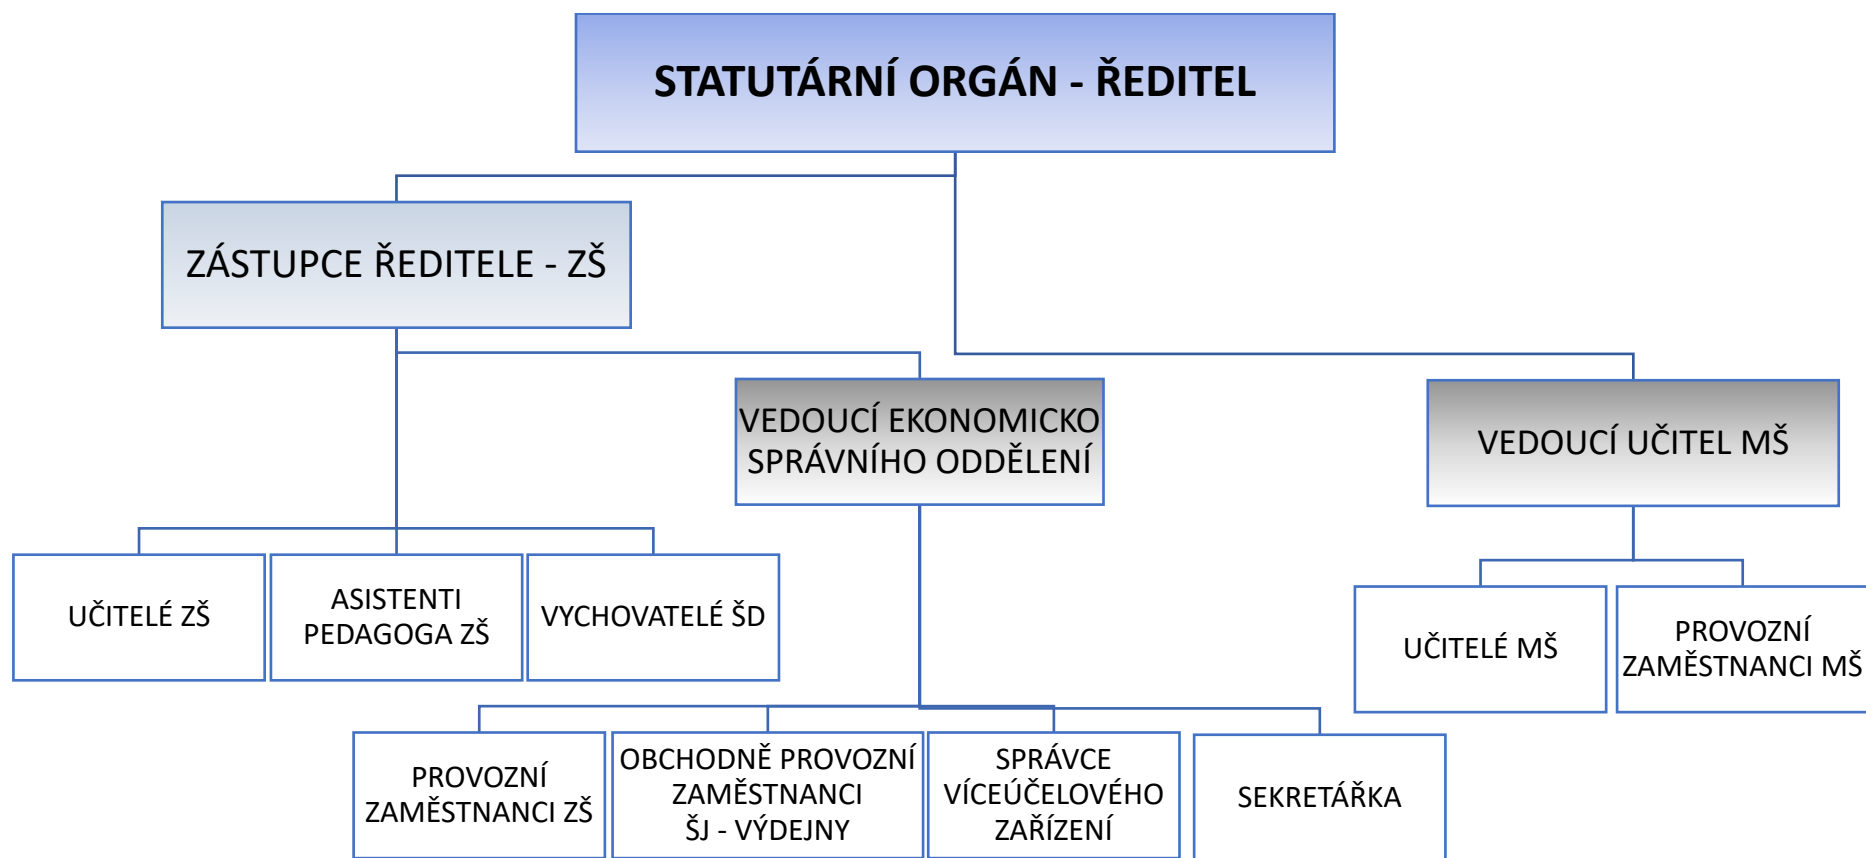 STATUTÁRNÍ ORGÁN - ŘEDITEL
ZÁSTUPCE ŘEDITELE - ZŠ
VEDOUCÍ EKONOMICKO
SPRÁVNÍHO ODDĚLENÍ
VEDOUCÍ UČITEL MŠ
UČITELÉ ZŠ
ASISTENTI
PEDAGOGA ZŠ
VYCHOVATELÉ ŠD
UČITELÉ MŠ
PROVOZNÍ
ZAMĚSTNANCI MŠ
PROVOZNÍ
ZAMĚSTNANCI ZŠ
OBCHODNĚ PROVOZNÍ
ZAMĚSTNANCI
ŠJ - VÝDEJNY
SPRÁVCE
VÍCEÚČELOVÉHO
ZAŘÍZENÍ
SEKRETÁŘKA